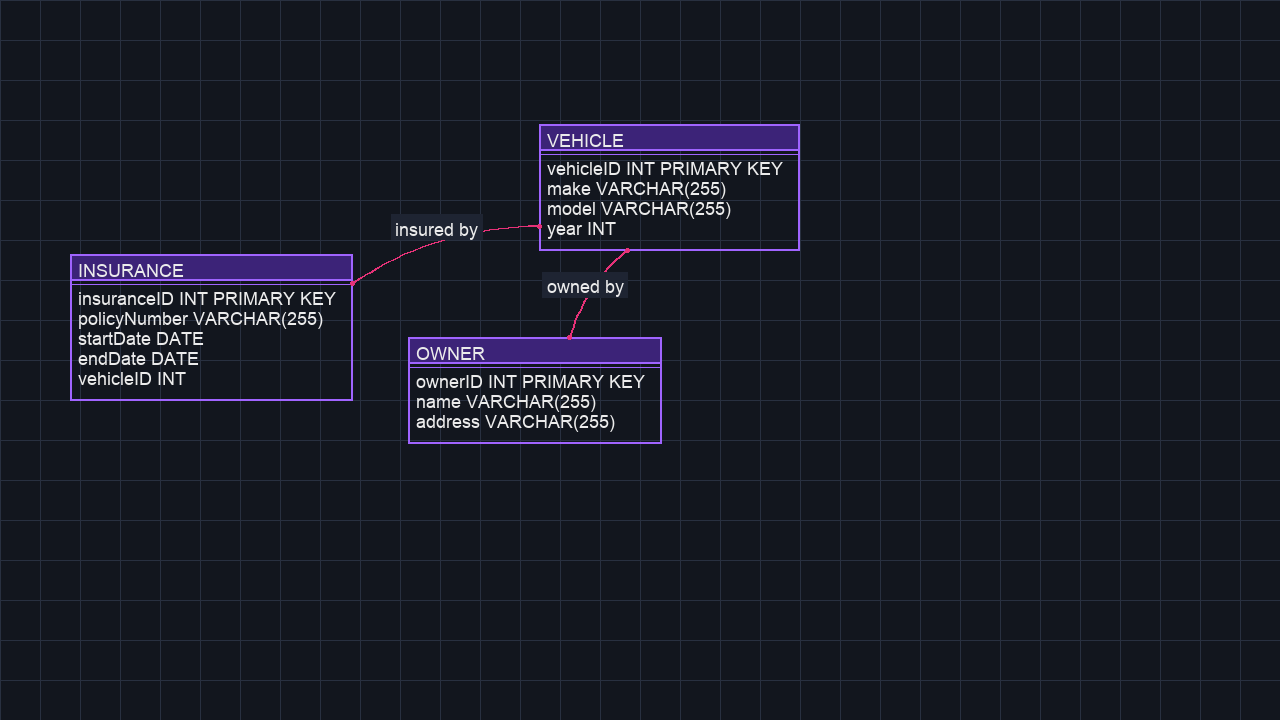 VEHICLE
vehicleID INT PRIMARY KEY
make VARCHAR(255)
model VARCHAR(255)
year INT
insured by
INSURANCE
insuranceID INT PRIMARY KEY
policyNumber VARCHAR(255)
startDate DATE
endDate DATE
vehicleID INT
owned by
OWNER
ownerID INT PRIMARY KEY
name VARCHAR(255)
address VARCHAR(255)